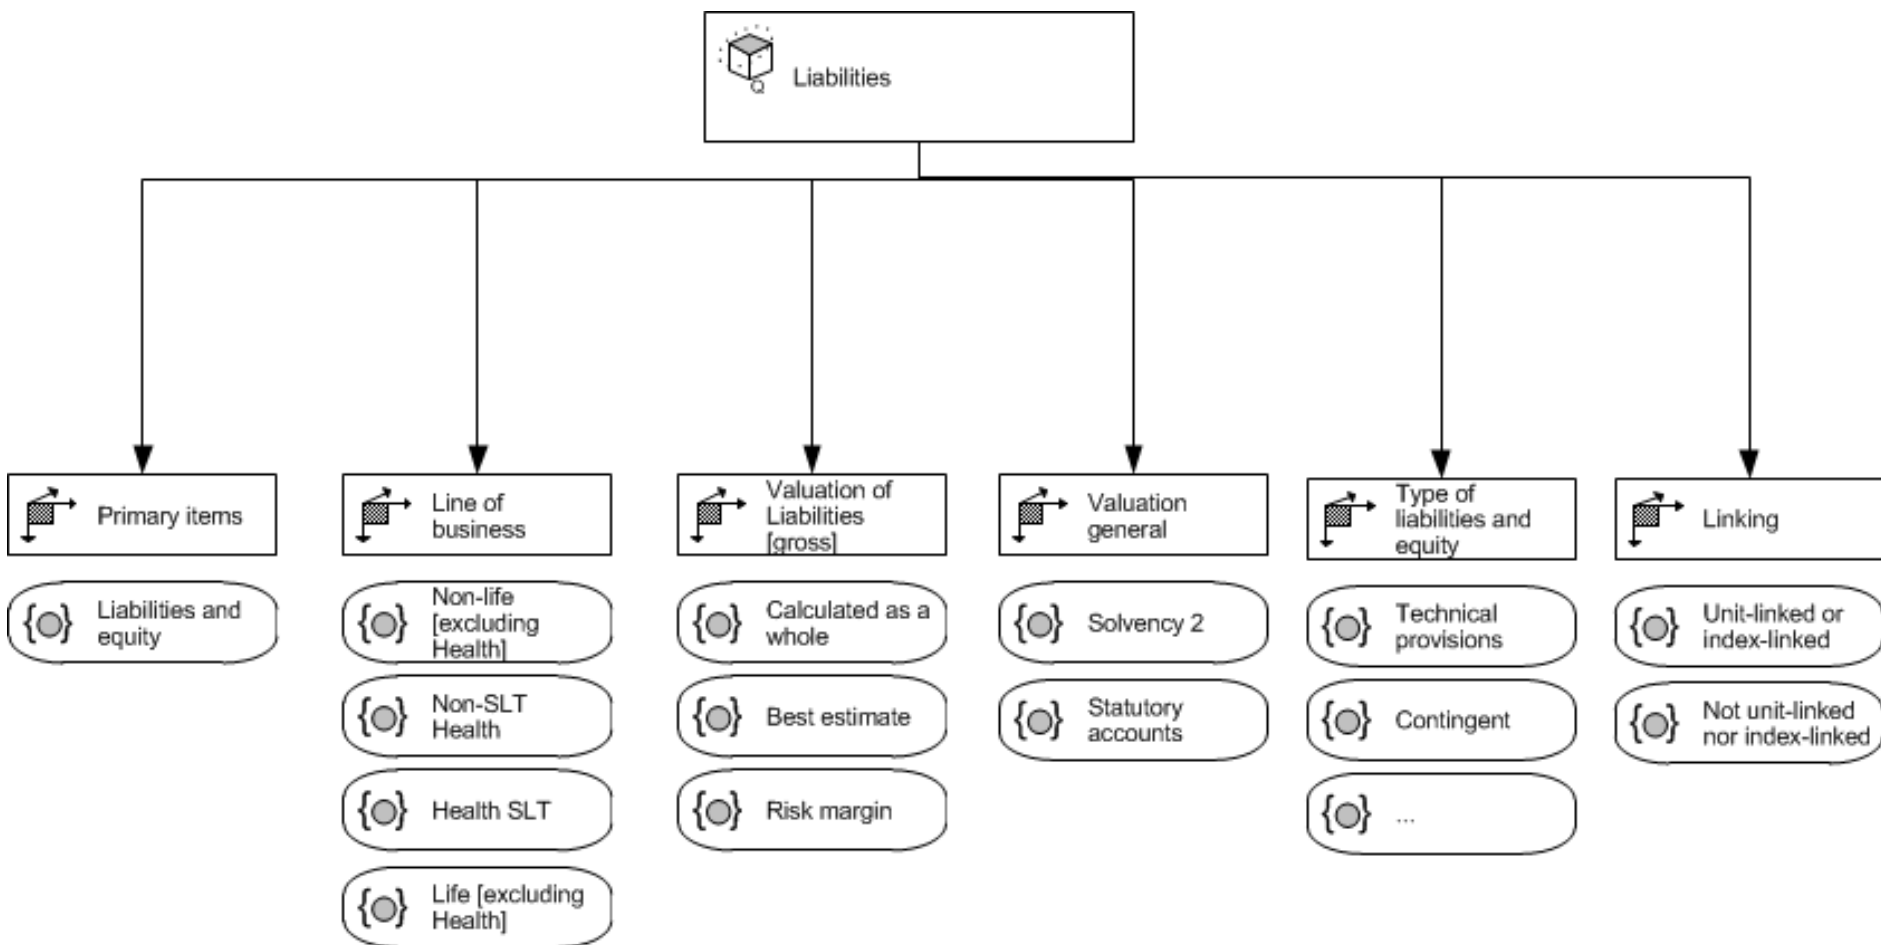 Q
Liabilities
Primary items
Liabilities and
equity
Line of
business
Non-life
[excluding
Health]
Non-SLT
Health
Health SLT
Life [excluding
Health]
Valuation of
Liabilities
[gross]
Calculated as a
whole
Best estimate
Risk margin
Valuation
general
Solvency 2
Statutory
accounts
Type of
liabilities and
equity
Technical
provisions
Contingent
...
Linking
Unit-linked or
index-linked
Not unit-linked
nor index-linked